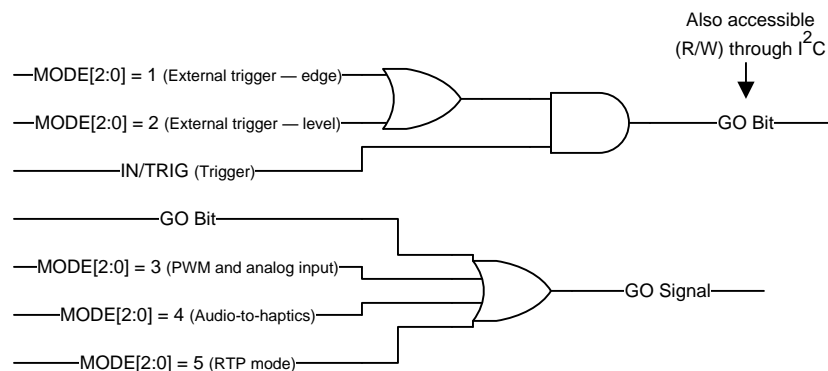 Also accessible
(R/W) through I2C
MODE[2:0] = 1 (External trigger — edge)
MODE[2:0] = 2 (External trigger — level)
GO Bit
IN/TRIG (Trigger)
GO Bit
MODE[2:0] = 3 (PWM and analog input)
GO Signal
MODE[2:0] = 4 (Audio-to-haptics)
MODE[2:0] = 5 (RTP mode)